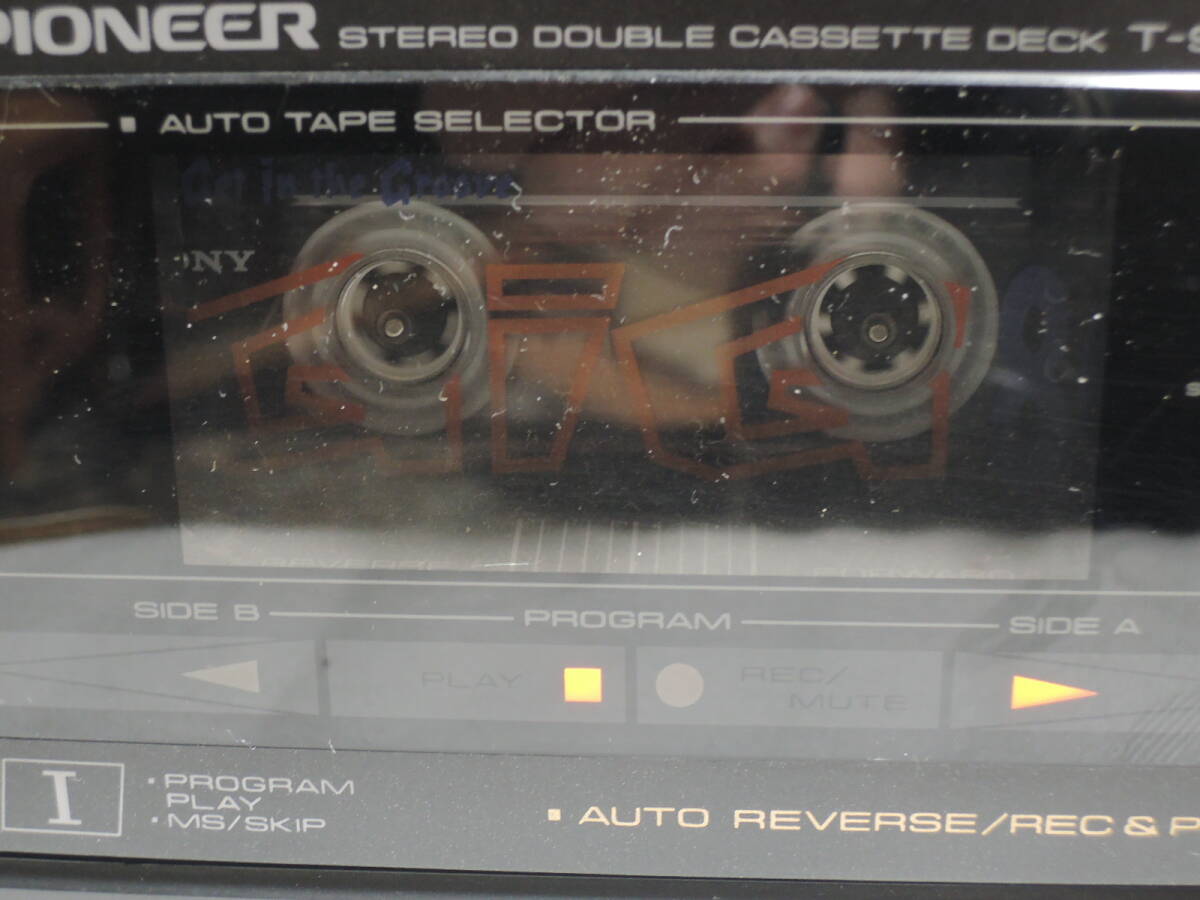 PIONEER STEREO DOUBLE CASSETTE DECK T-
AUTO TAPE SELECTOR
Get in the Groove
ONY
SIDE B PROGRAM SIDE A
PLAY REC/
MUTE
I
• PROGRAM
PLAY
• MS/SKIP
AUTO REVERSE/REC & P